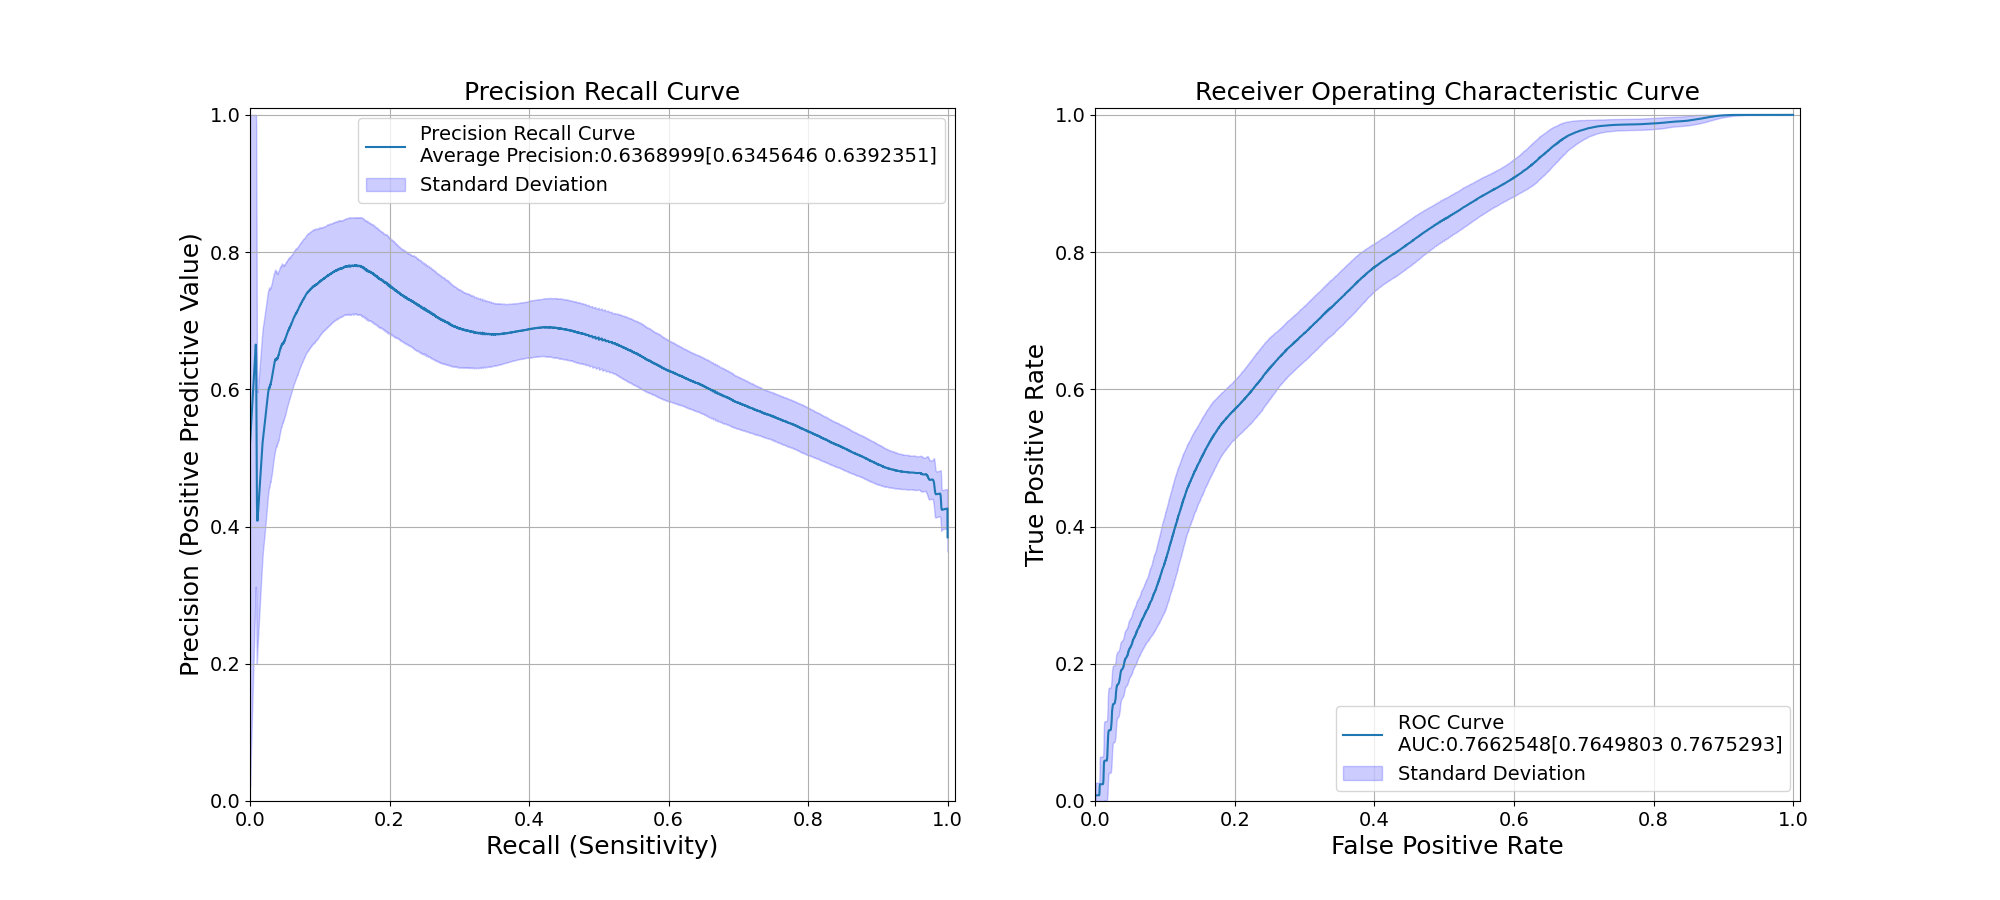 Precision Recall Curve
Precision Recall Curve
Average Precision:0.6368999[0.6345646 0.6392351]
Standard Deviation
Precision (Positive Predictive Value)
1.0
0.8
0.6
0.4
0.2
0.0
0.0 0.2 0.4 0.6 0.8 1.0
Recall (Sensitivity)
Receiver Operating Characteristic Curve
True Positive Rate
1.0
0.8
0.6
0.4
0.2
0.0
ROC Curve
AUC:0.7662548[0.7649803 0.7675293]
Standard Deviation
0.0 0.2 0.4 0.6 0.8 1.0
False Positive Rate